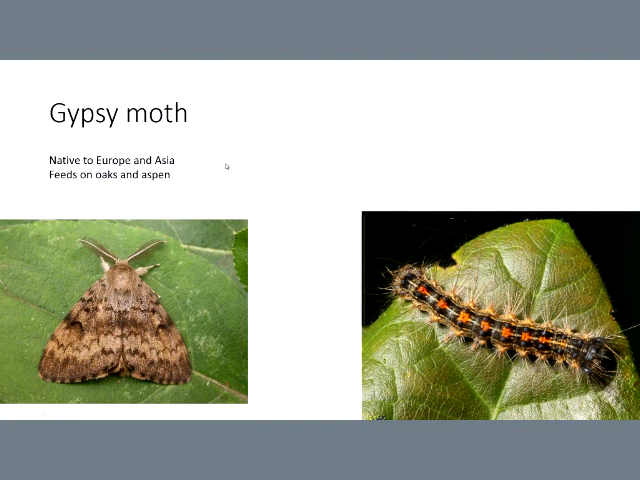 Gypsy moth
Native to Europe and Asia
Feeds on oaks and aspen